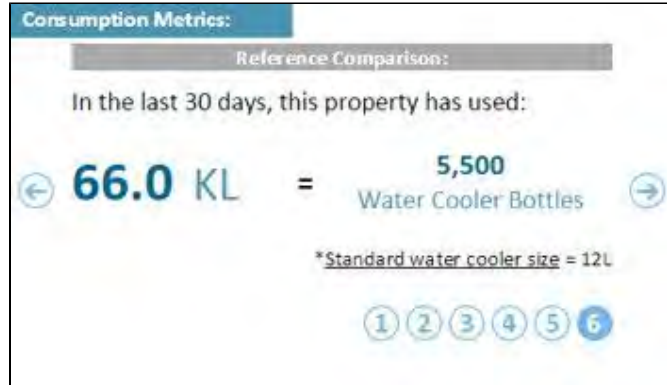 Consumption Metrics:
Reference Comparison:
In the last 30 days, this property has used:
66.0 KL = 5,500
Water Cooler Bottles
*Standard water cooler size = 12L
1 2 3 4 5 6